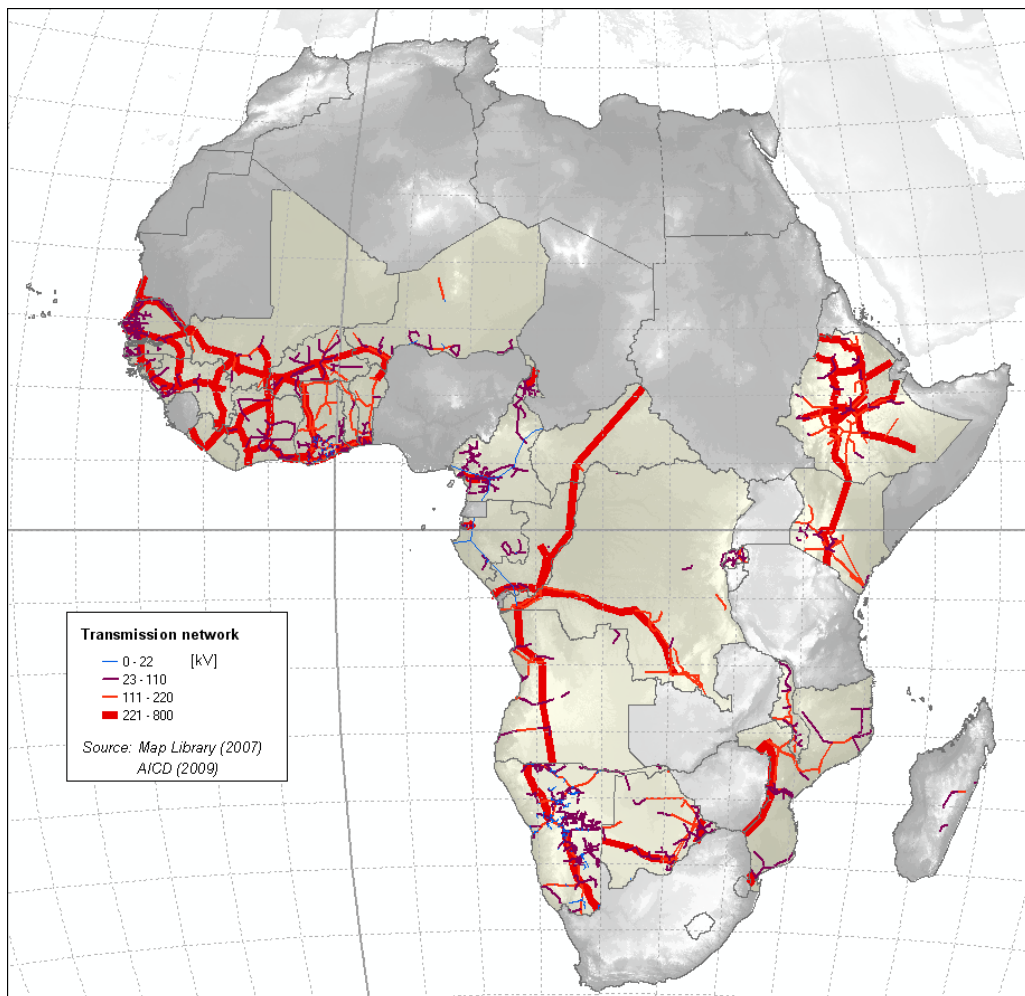 Transmission network
0 - 22 [kV]
23 - 110
111 - 220
221 - 800
Source: Map Library (2007)
AICD (2009)